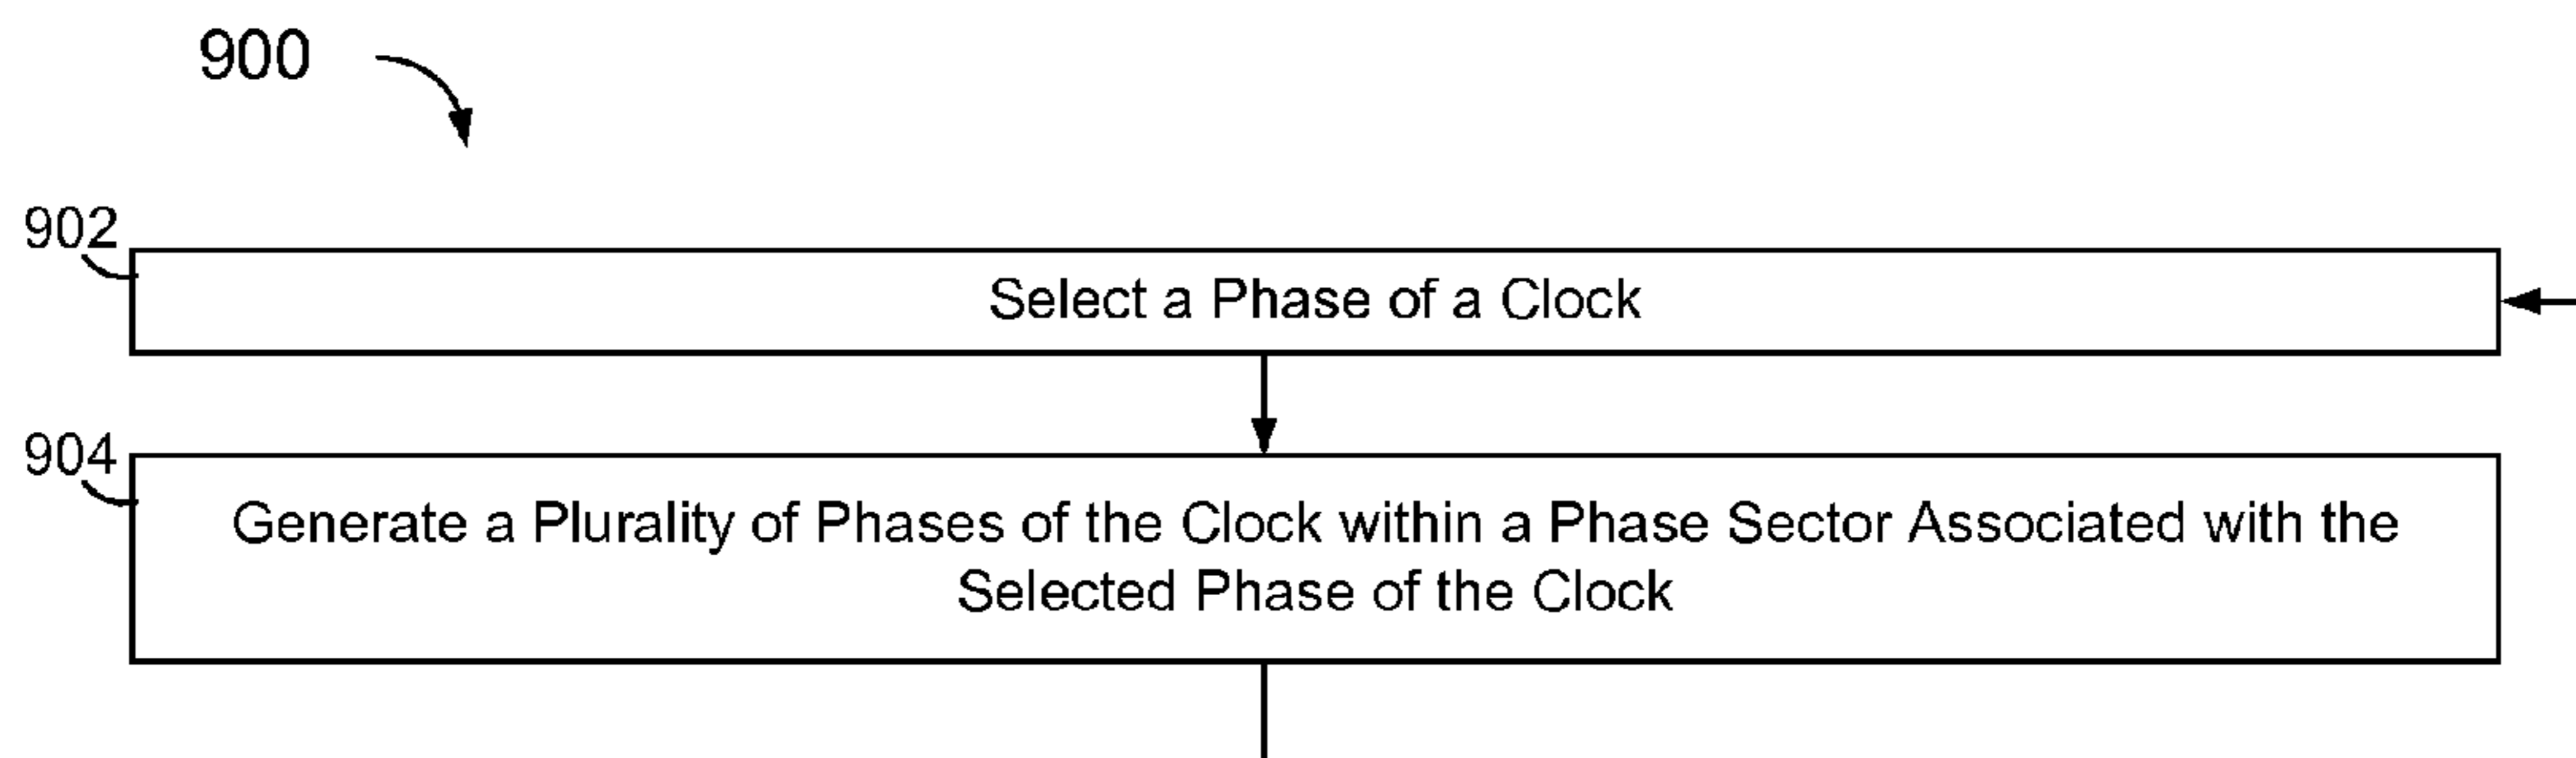 900
902
Select a Phase of a Clock
904
Generate a Plurality of Phases of the Clock within a Phase Sector Associated with the
Selected Phase of the Clock